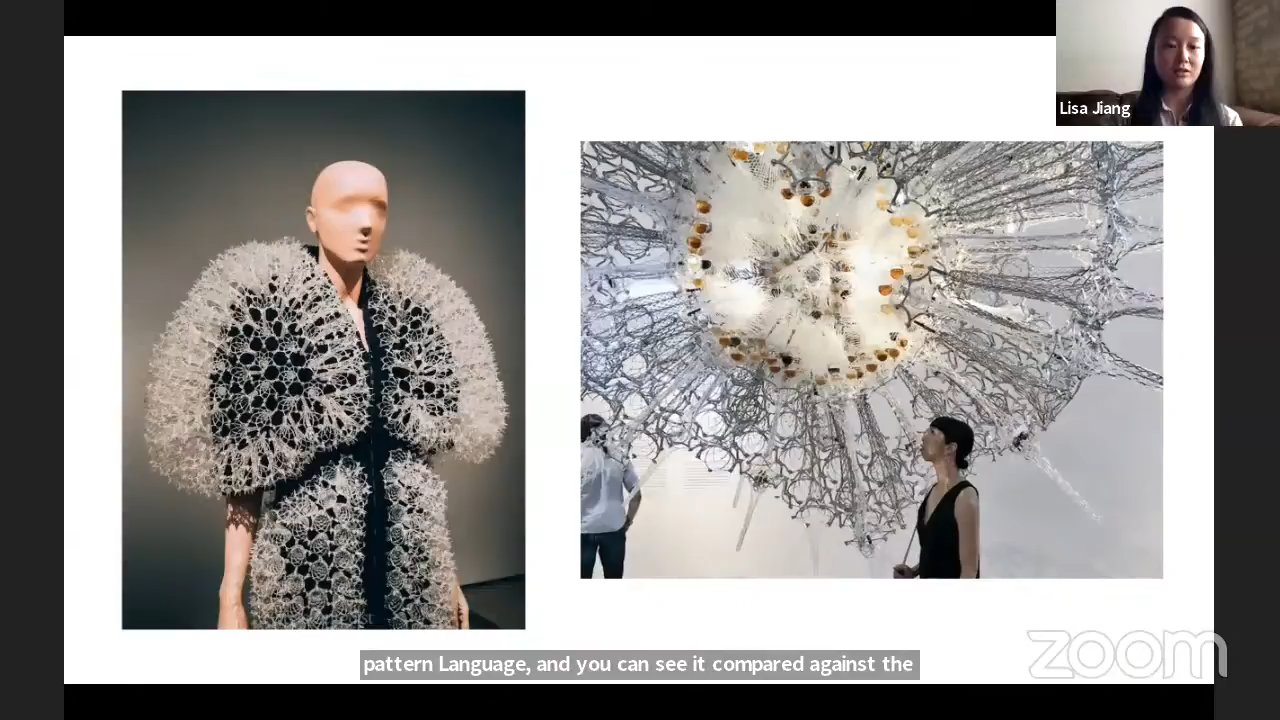 Lisa Jiang
pattern Language, and you can see it compared against the
zoom